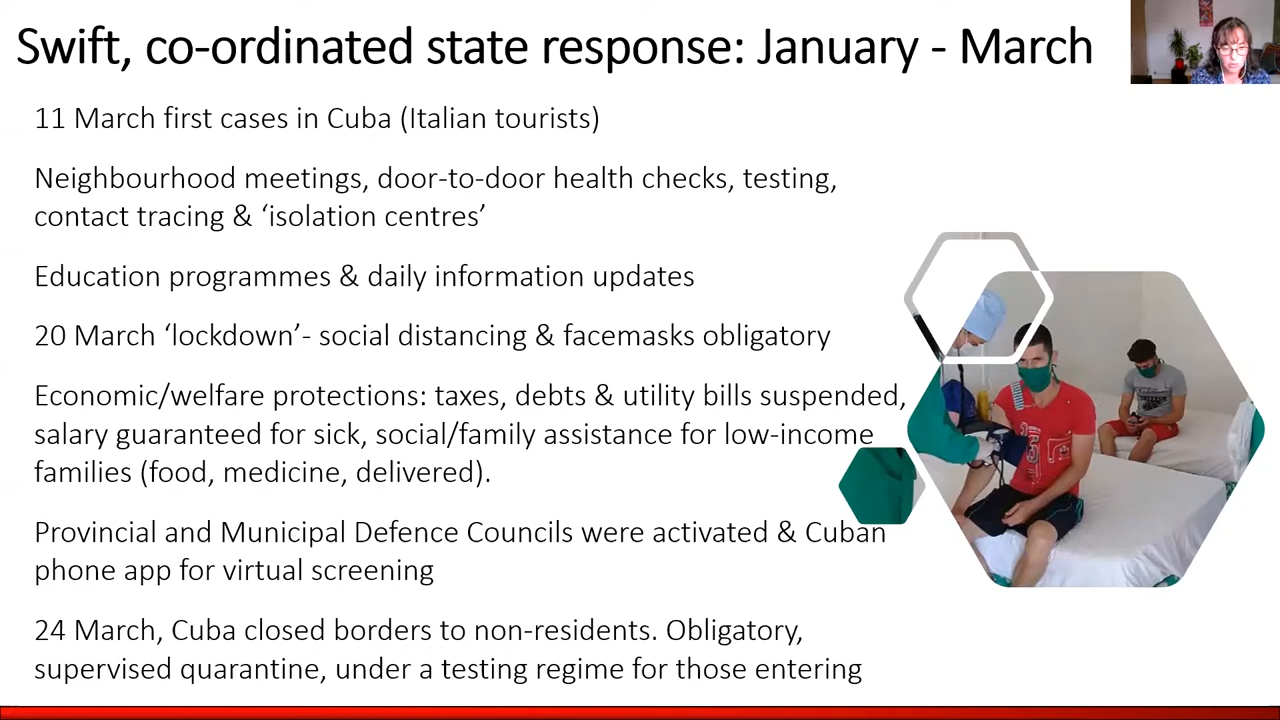 Swift, co-ordinated state response: January - March
11 March first cases in Cuba (Italian tourists)
Neighbourhood meetings, door-to-door health checks, testing,
contact tracing & ‘isolation centres’
Education programmes & daily information updates
20 March ‘lockdown’- social distancing & facemasks obligatory
Economic/welfare protections: taxes, debts & utility bills suspended,
salary guaranteed for sick, social/family assistance for low-income
families (food, medicine, delivered).
Provincial and Municipal Defence Councils were activated & Cuban
phone app for virtual screening
24 March, Cuba closed borders to non-residents. Obligatory,
supervised quarantine, under a testing regime for those entering